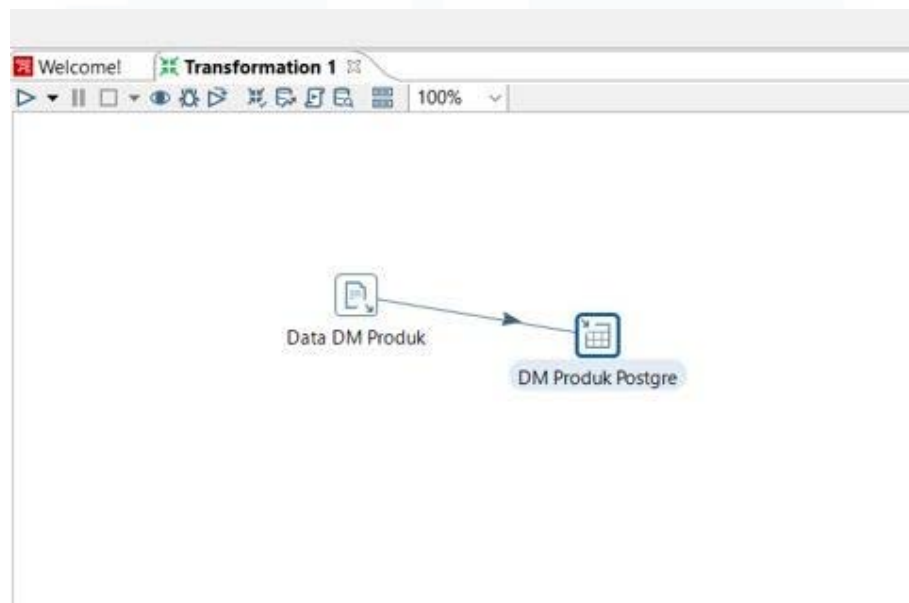 Welcome! Transformation 1
100%
Data DM Produk
DM Produk Postgre